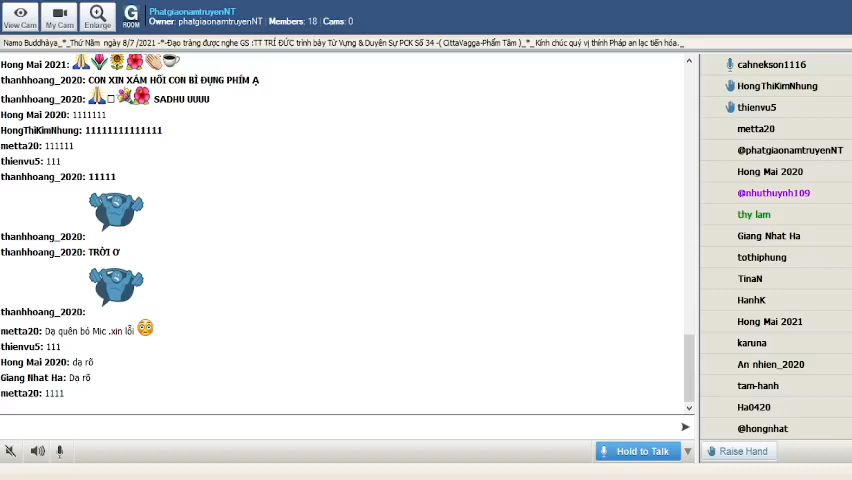 View Cam
My Cam
Enlarge
G ROOM
PhatgiaonamtruyenNT
Owner: phatgiaonamtruyenNT | Members: 18 | Cams: 0
Namo Buddhàya_*_Thứ Năm ngày 8/7 /2021 -*-Đạo tràng được nghe GS :TT TRÍ ĐỨC trình bày Từ Vựng & Duyên Sự PCK Số 34 -( CittaVagga-Phẩm Tâm )_*_ Kính chúc quý vị thính Pháp an lạc tiến hóa._
Hong Mai 2021:
thanhhoang_2020: CON XIN XÁM HỐI CON BÌ ĐỤNG PHÍM Ạ
thanhhoang_2020: SADHU UUUU
Hong Mai 2020: 1111111
HongThiKimNhung: 11111111111111
metta20: 111111
thienvu5: 111
thanhhoang_2020: 11111
thanhhoang_2020:
thanhhoang_2020: TRỜI Ơ
thanhhoang_2020:
metta20: Dạ quên bỏ Mic .xin lỗi
thienvu5: 111
Hong Mai 2020: dạ rõ
Giang Nhat Ha: Dạ rõ
metta20: 1111
Hold to Talk
cahnekson1116
HongThiKimNhung
thienvu5
metta20
@phatgiaonamtruyenNT
Hong Mai 2020
@nhuthuynh109
thy lam
Giang Nhat Ha
tothiphung
TinaN
HanhK
Hong Mai 2021
karuna
An nhien_2020
tam-hanh
Ha0420
@hongnhat
Raise Hand